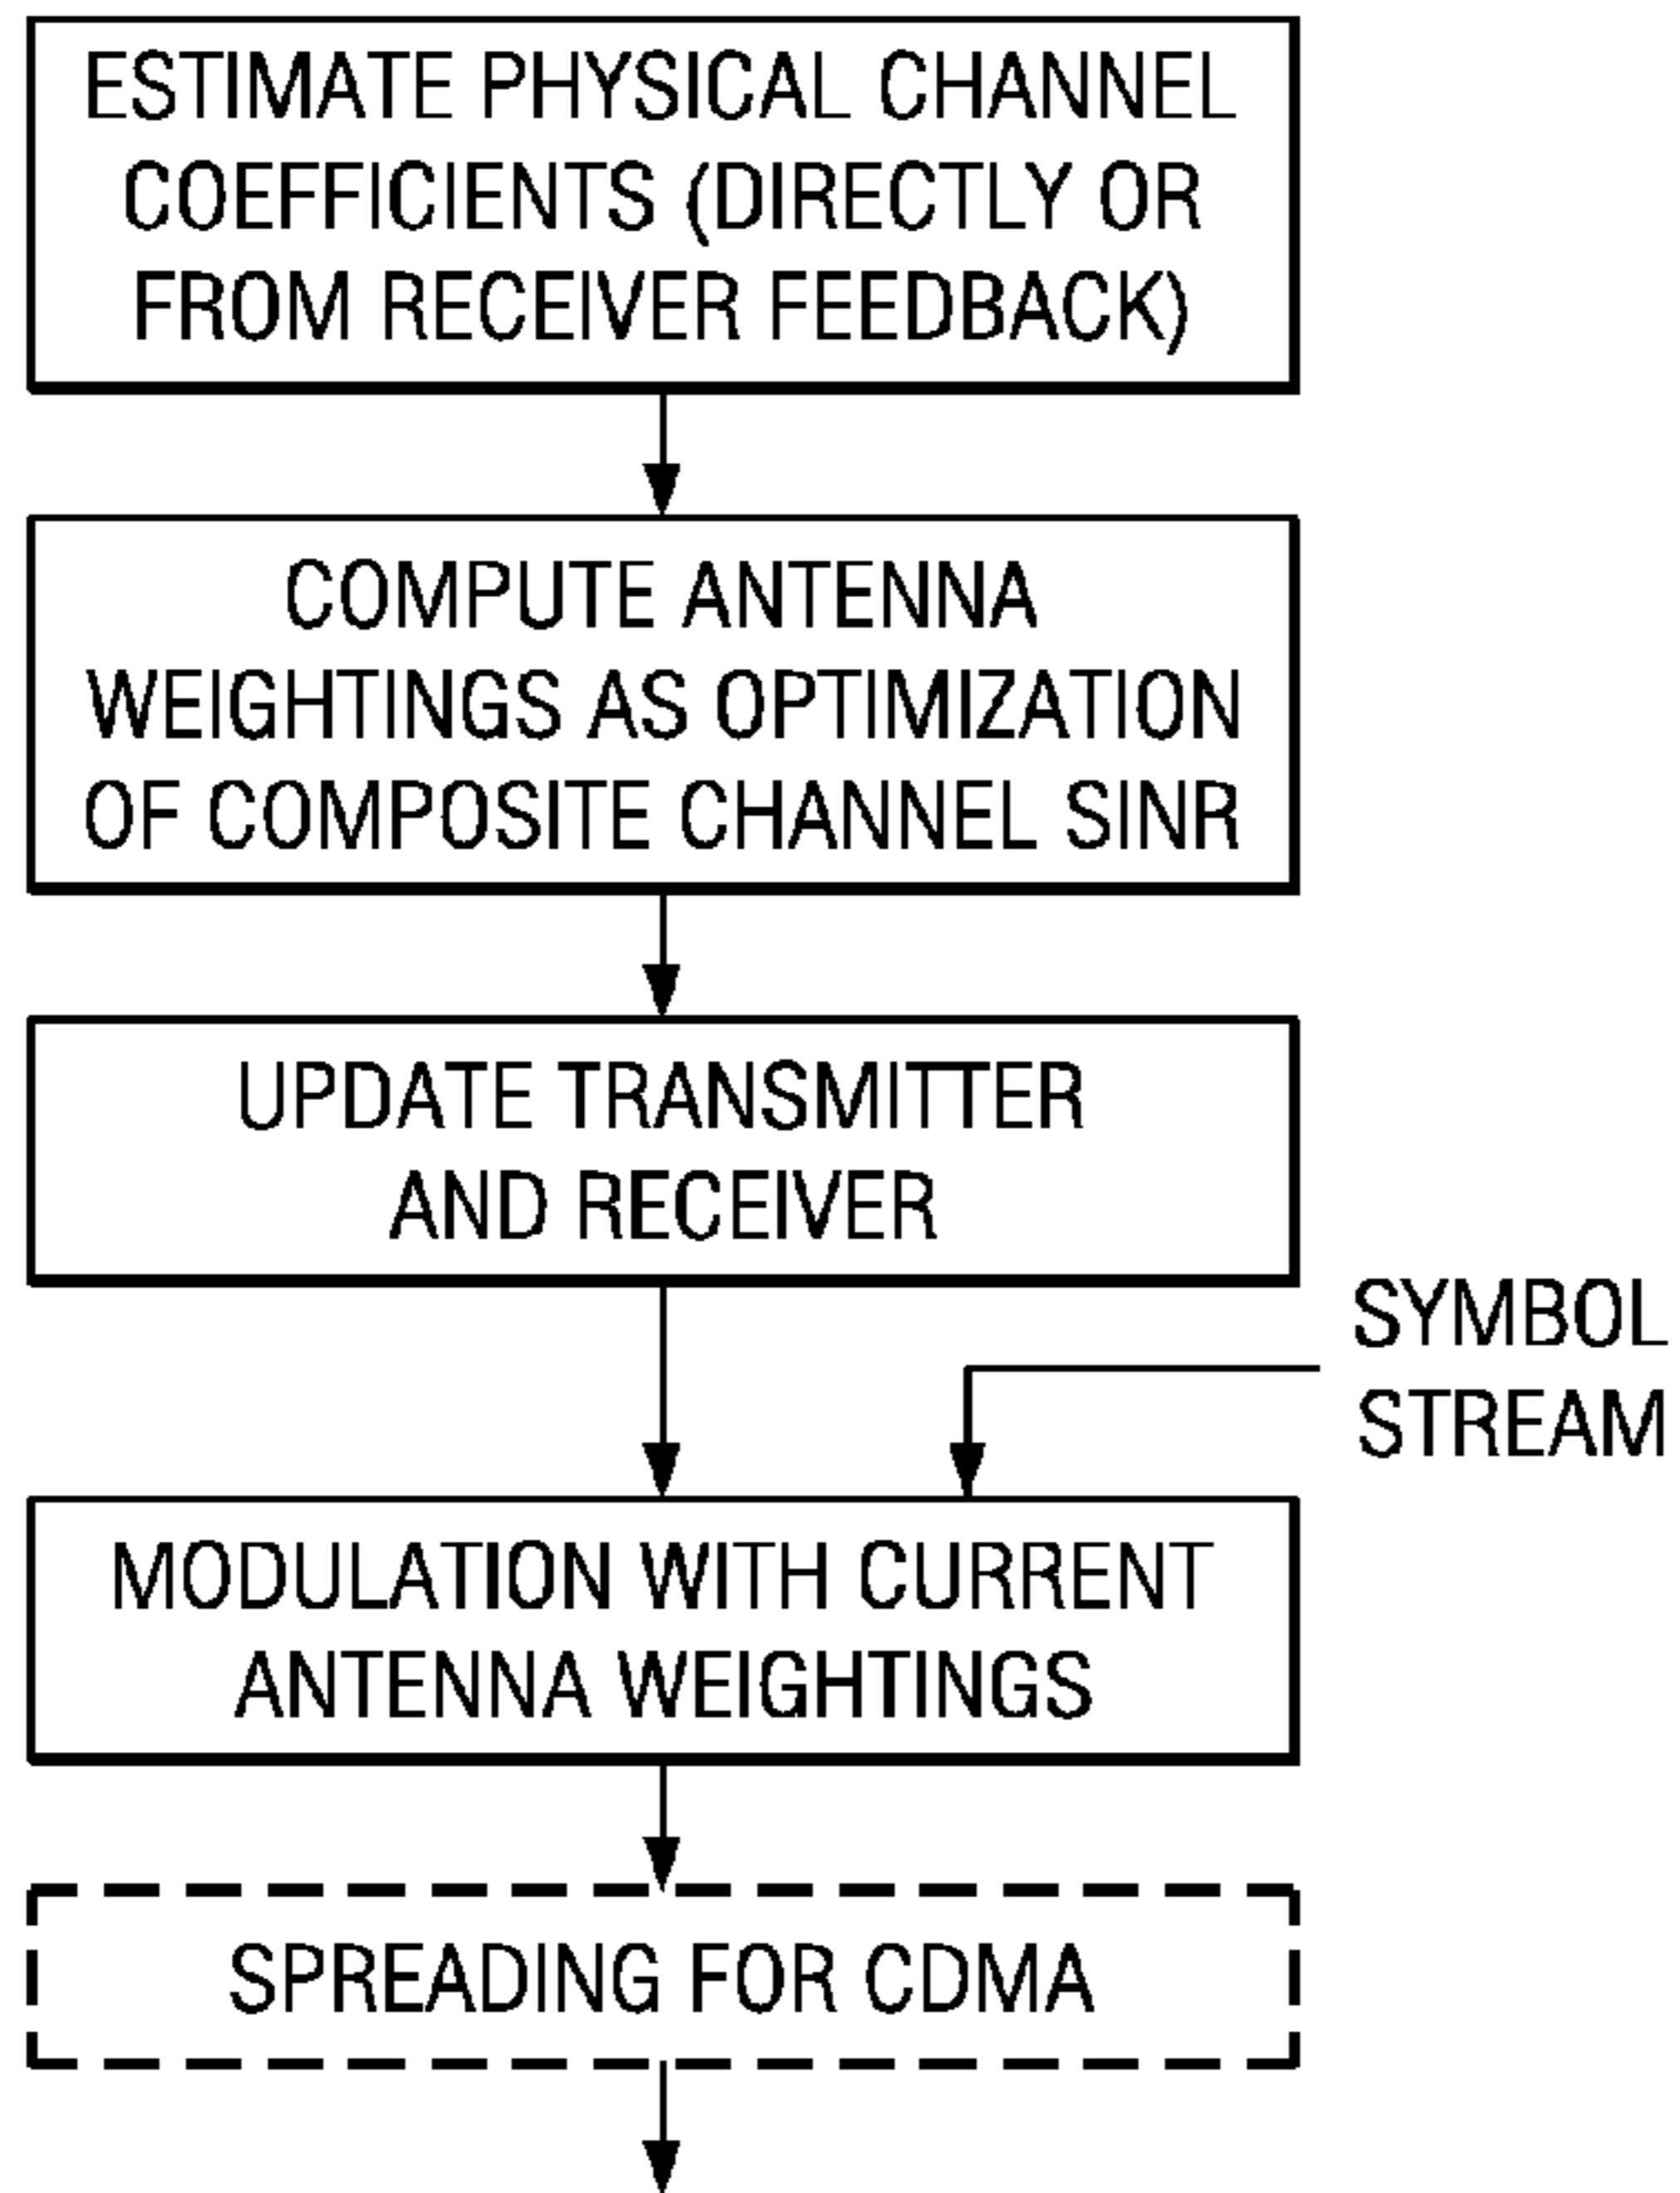 ESTIMATE PHYSICAL CHANNEL
COEFFICIENTS (DIRECTLY OR
FROM RECEIVER FEEDBACK)
COMPUTE ANTENNA
WEIGHTINGS AS OPTIMIZATION
OF COMPOSITE CHANNEL SINR
UPDATE TRANSMITTER
AND RECEIVER
SYMBOL
STREAM
MODULATION WITH CURRENT
ANTENNA WEIGHTINGS
SPREADING FOR CDMA